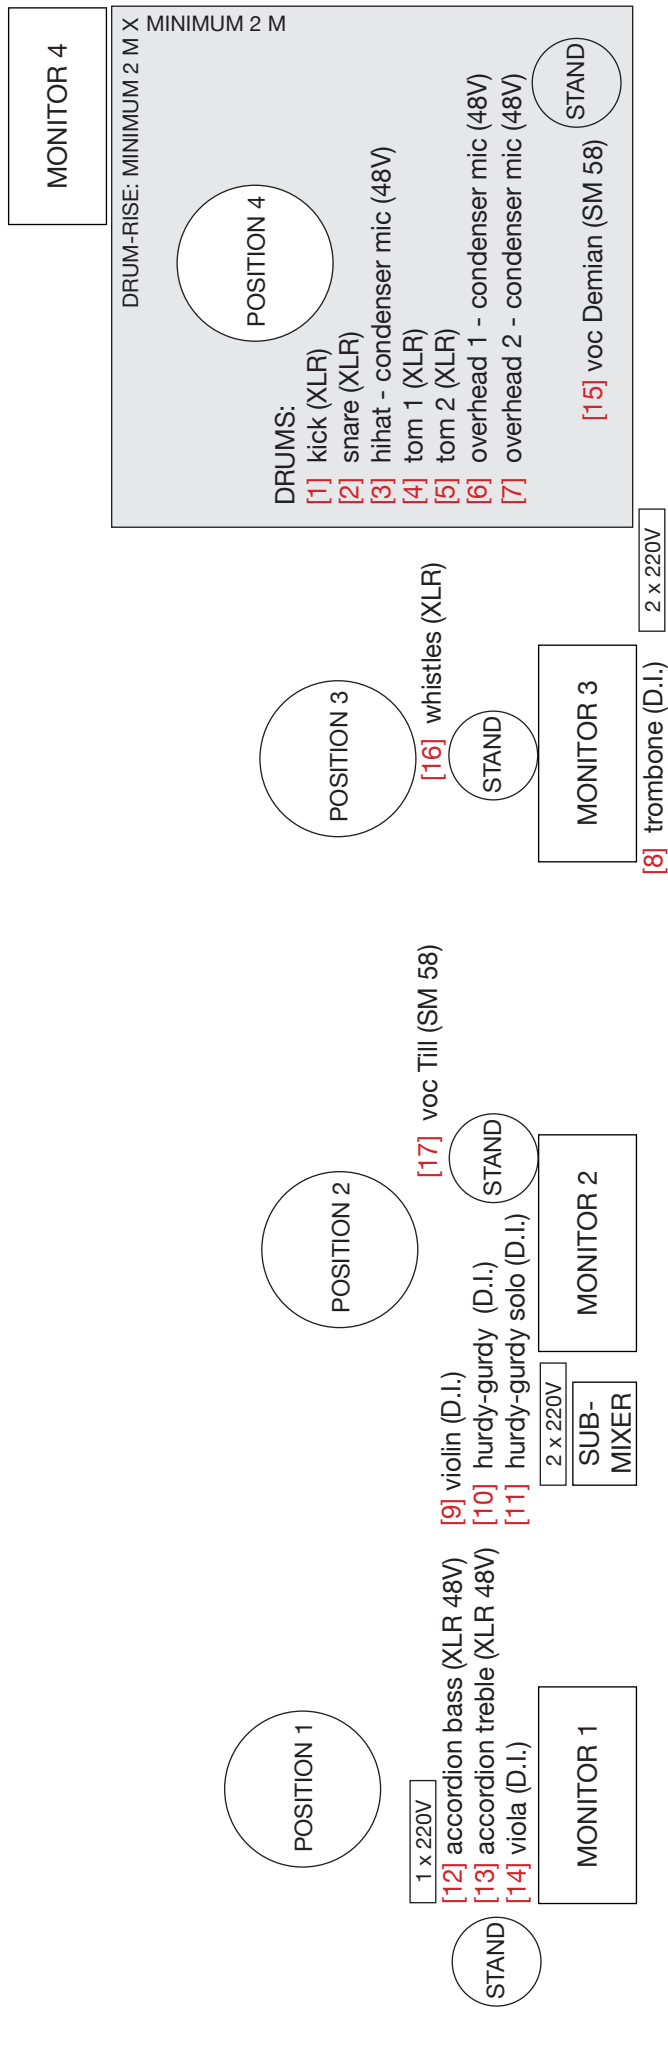 POSITION 1
1 x 220V
[12] accordion bass (XLR 48V)
[13] accordion treble (XLR 48V)
[14] viola (D.I.)
STAND
MONITOR 1
POSITION 2
[17] voc Till (SM 58)
STAND
[9] violin (D.I.)
[10] hurdy-gurdy (D.I.)
[11] hurdy-gurdy solo (D.I.)
2 x 220V
SUB-
MIXER
MONITOR 2
POSITION 3
[16] whistles (XLR)
STAND
MONITOR 3
[8] trombone (D.I.)
2 x 220V
MONITOR 4
DRUM-RISE: MINIMUM 2 M X
MINIMUM 2 M
POSITION 4
DRUMS:
[1] kick (XLR)
[2] snare (XLR)
[3] hihat - condenser mic (48V)
[4] tom 1 (XLR)
[5] tom 2 (XLR)
[6] overhead 1 - condenser mic (48V)
[7] overhead 2 - condenser mic (48V)
STAND
[15] voc Demian (SM 58)